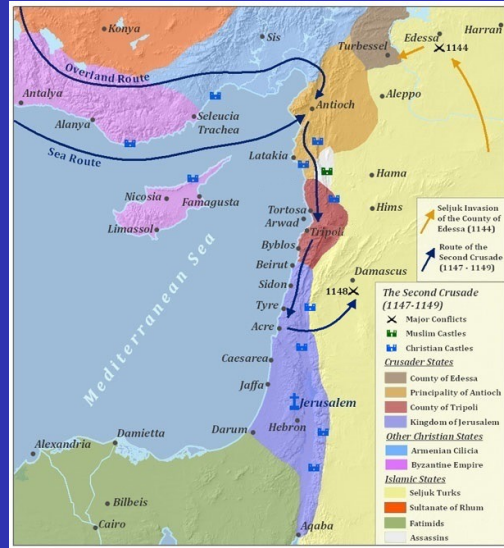 Konya
Sis
Harran
Edessa
1144
Turbessel
Overland Route
Antalya
Alanya
Seleucia
Trachea
Antioch
Aleppo
Sea Route
Latakia
Hama
Nicosia
Famagusta
Limassol
Tortosa
Arwad
Hims
Tripoli
Byblos
Beirut
Damascus
1148
Sidon
Tyre
Acre
Mediterranean Sea
Caesarea
Jaffa
Jerusalem
Hebron
Darum
Damietta
Alexandria
Bilbeis
Cairo
Aqaba
Seljuk Invasion
of the County of
Edessa (1144)
Route of the
Second Crusade
(1147 - 1149)
The Second Crusade
(1147-1149)
Major Conflicts
Muslim Castles
Christian Castles
Crusader States
County of Edessa
Principality of Antioch
County of Tripoli
Kingdom of Jerusalem
Other Christian States
Armenian Cilicia
Byzantine Empire
Islamic States
Seljuk Turks
Sultanate of Rhum
Fatimids
Assassins